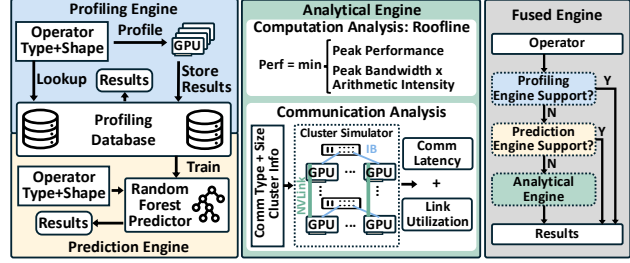 Profiling Engine
Operator
Type+Shape
Profile
GPU
Lookup
Results
Store
Results
Profiling
Database
Train
Operator
Type+Shape
Random
Forest
Predictor
Results
Prediction Engine
Analytical Engine
Computation Analysis: Roofline
Perf = min
Peak Performance
Peak Bandwidth x
Arithmetic Intensity
Communication Analysis
Comm Type + Size
Cluster Info
Cluster Simulator
IB
GPU
...
GPU
NVLink
...
GPU
...
GPU
...
Comm
Latency
+
Link
Utilization
Fused Engine
Operator
Profiling
Engine Support?
Y
N
Prediction
Engine Support?
Y
N
Analytical
Engine
Results